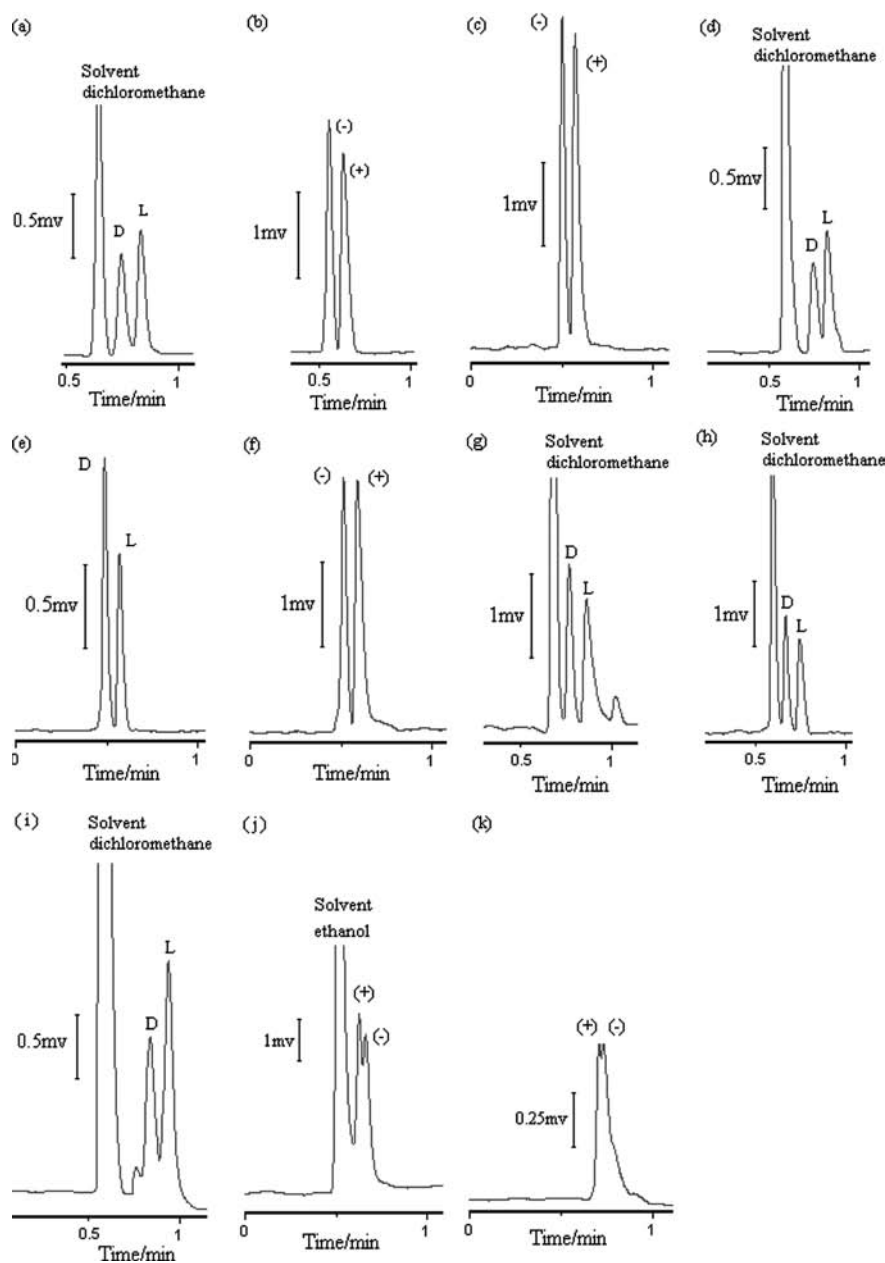 (a)
Solvent
dichloromethane
0.5mv
D
L
0.5
1
Time/min
(b)
(-)
(+)
1mv
0.5
1
Time/min
(c)
(-)
(+)
1mv
0
1
Time/min
(d)
Solvent
dichloromethane
0.5mv
D
L
0.5
1
Time/min
(e)
D
L
0.5mv
0
1
Time/min
(f)
(-)
(+)
1mv
0
1
Time/min
(g)
Solvent
dichloromethane
D
L
1mv
0.5
1
Time/min
(h)
Solvent
dichloromethane
1mv
D
L
0.5
1
Time/min
(i)
Solvent
dichloromethane
L
D
0.5mv
0.5
1
Time/min
(j)
Solvent
ethanol
(+)
(-)
1mv
0
1
Time/min
(k)
(+)
(-)
0.25mv
0
1
Time/min